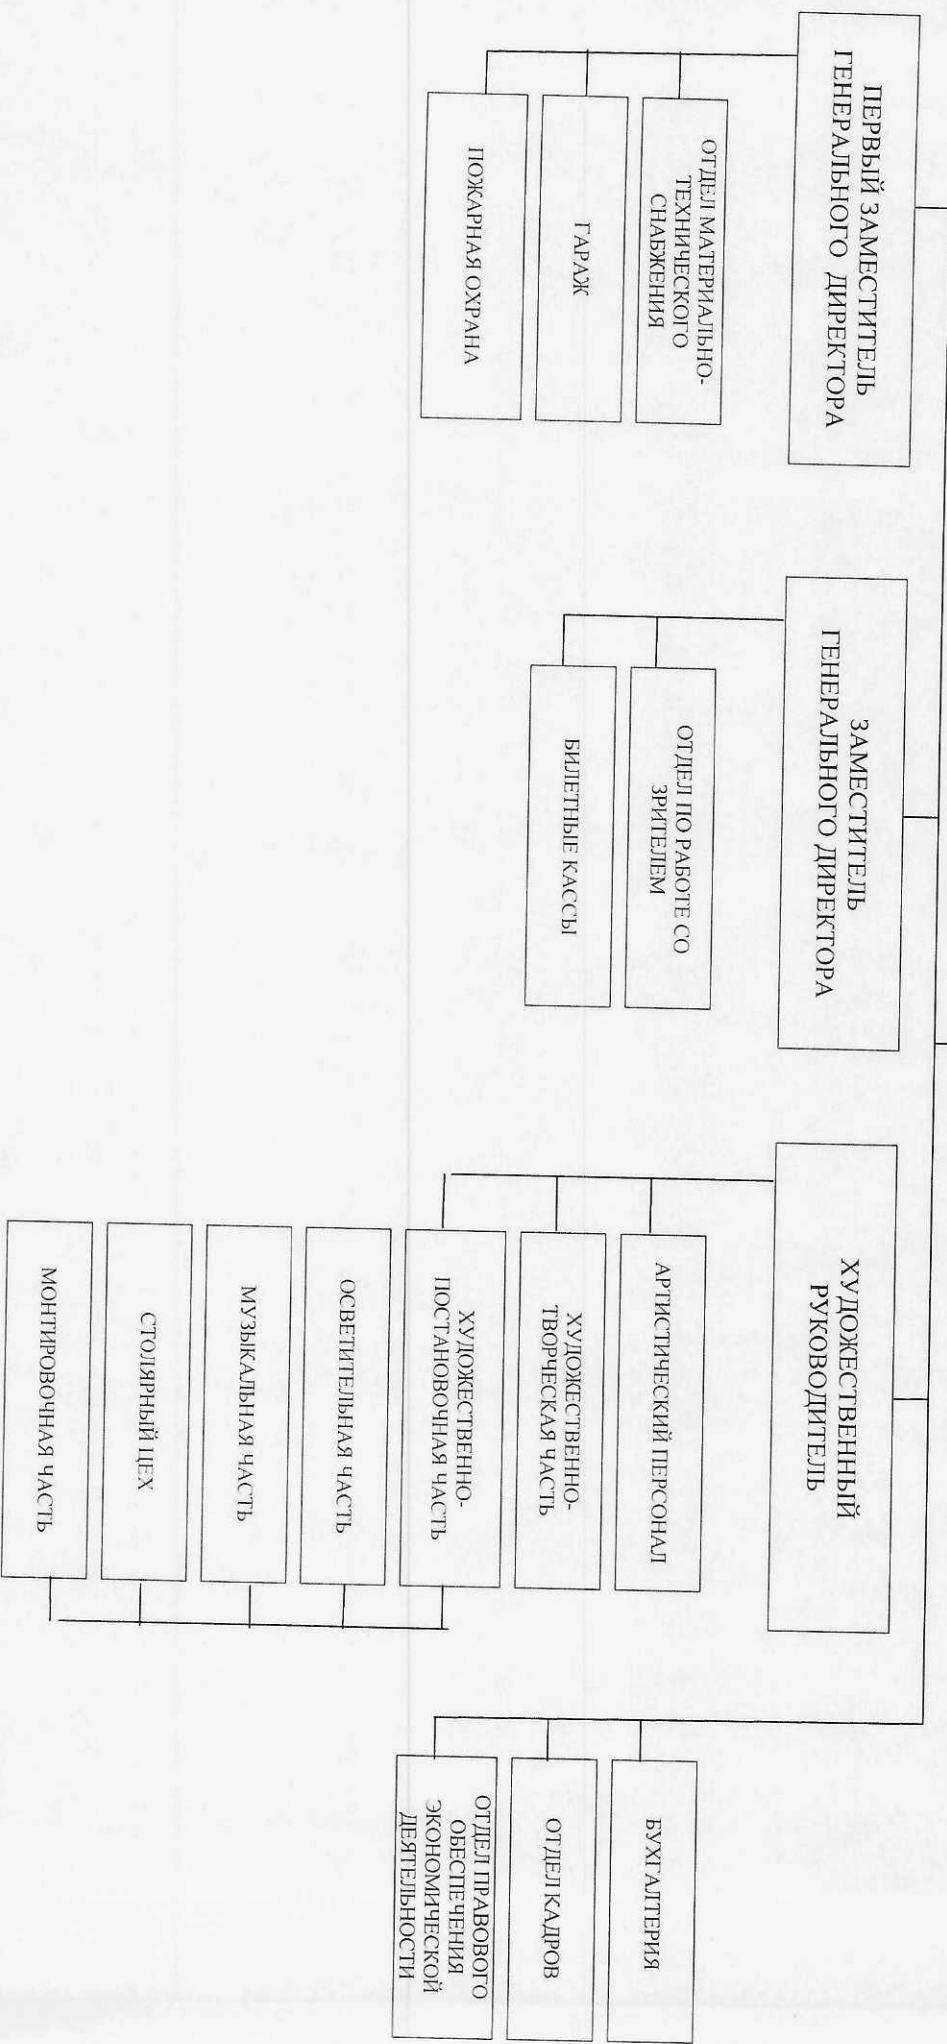 ПЕРВЫЙ ЗАМЕСТИТЕЛЬ
ГЕНЕРАЛЬНОГО ДИРЕКТОРА
ОТДЕЛ МАТЕРИАЛЬНО-
ТЕХНИЧЕСКОГО
СНАБЖЕНИЯ
ГАРАЖ
ПОЖАРНАЯ ОХРАНА
ЗАМЕСТИТЕЛЬ
ГЕНЕРАЛЬНОГО ДИРЕКТОРА
ОТДЕЛ ПО РАБОТЕ СО
ЗРИТЕЛЕМ
БИЛЕТНЫЕ КАССЫ
ХУДОЖЕСТВЕННЫЙ
РУКОВОДИТЕЛЬ
АРТИСТИЧЕСКИЙ ПЕРСОНАЛ
ХУДОЖЕСТВЕННО-
ТВОРЧЕСКАЯ ЧАСТЬ
ХУДОЖЕСТВЕННО-
ПОСТАНОВОЧНАЯ ЧАСТЬ
ОСВЕТИТЕЛЬНАЯ ЧАСТЬ
МУЗЫКАЛЬНАЯ ЧАСТЬ
СТОЛЯРНЫЙ ЦЕХ
МОНТИРОВОЧНАЯ ЧАСТЬ
БУХГАЛТЕРИЯ
ОТДЕЛ КАДРОВ
ОТДЕЛ ПРАВОВОГО
ОБЕСПЕЧЕНИЯ
ЭКОНОМИЧЕСКОЙ
ДЕЯТЕЛЬНОСТИ